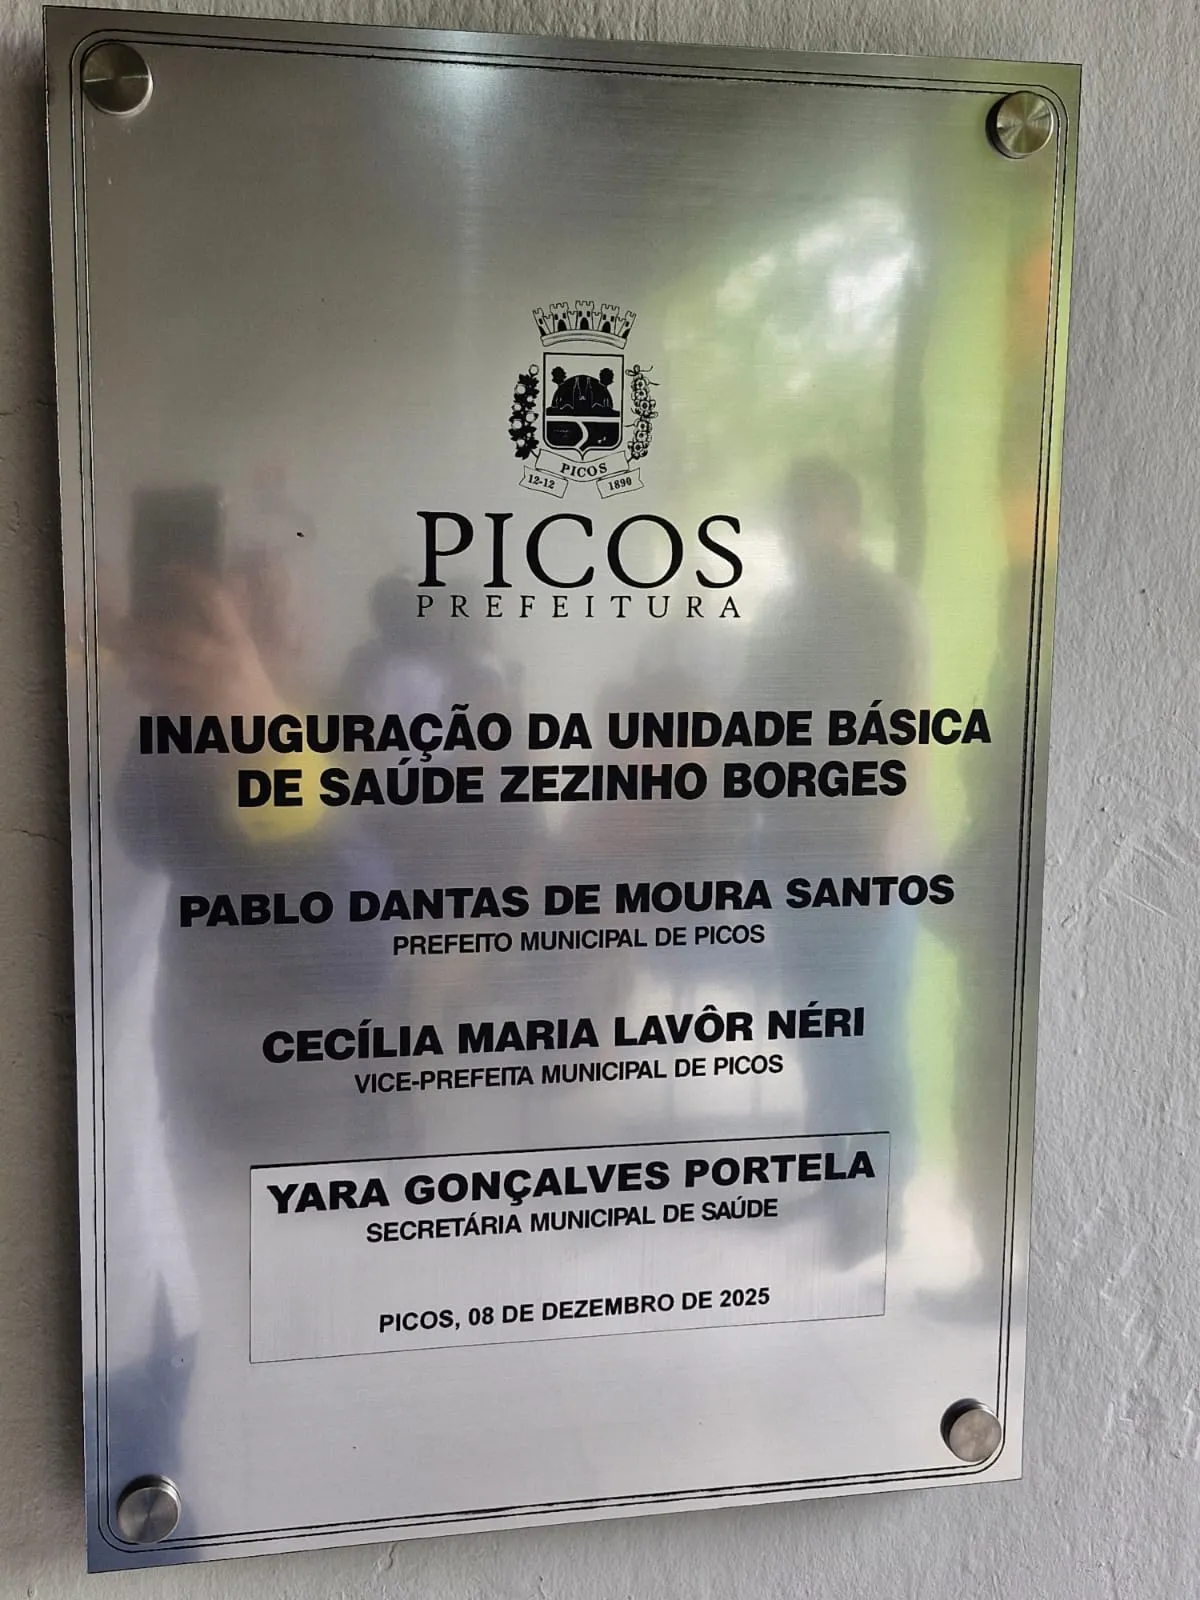 PICOS
12-12
1890
PICOS
PREFEITURA
INAUGURAÇÃO DA UNIDADE BÁSICA
DE SAÚDE ZEZINHO BORGES
PABLO DANTAS DE MOURA SANTOS
PREFEITO MUNICIPAL DE PICOS
CECÍLIA MARIA LAVÔR NÉRI
VICE-PREFEITA MUNICIPAL DE PICOS
YARA GONÇALVES PORTELA
SECRETÁRIA MUNICIPAL DE SAÚDE
PICOS, 08 DE DEZEMBRO DE 2025